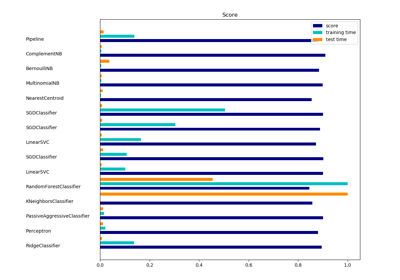 Score
score
training time
test time
Pipeline
ComplementNB
BernoulliNB
MultinomialNB
NearestCentroid
SGDClassifier
SGDClassifier
LinearSVC
SGDClassifier
LinearSVC
RandomForestClassifier
KNeighborsClassifier
PassiveAggressiveClassifier
Perceptron
RidgeClassifier
0.0 0.2 0.4 0.6 0.8 1.0